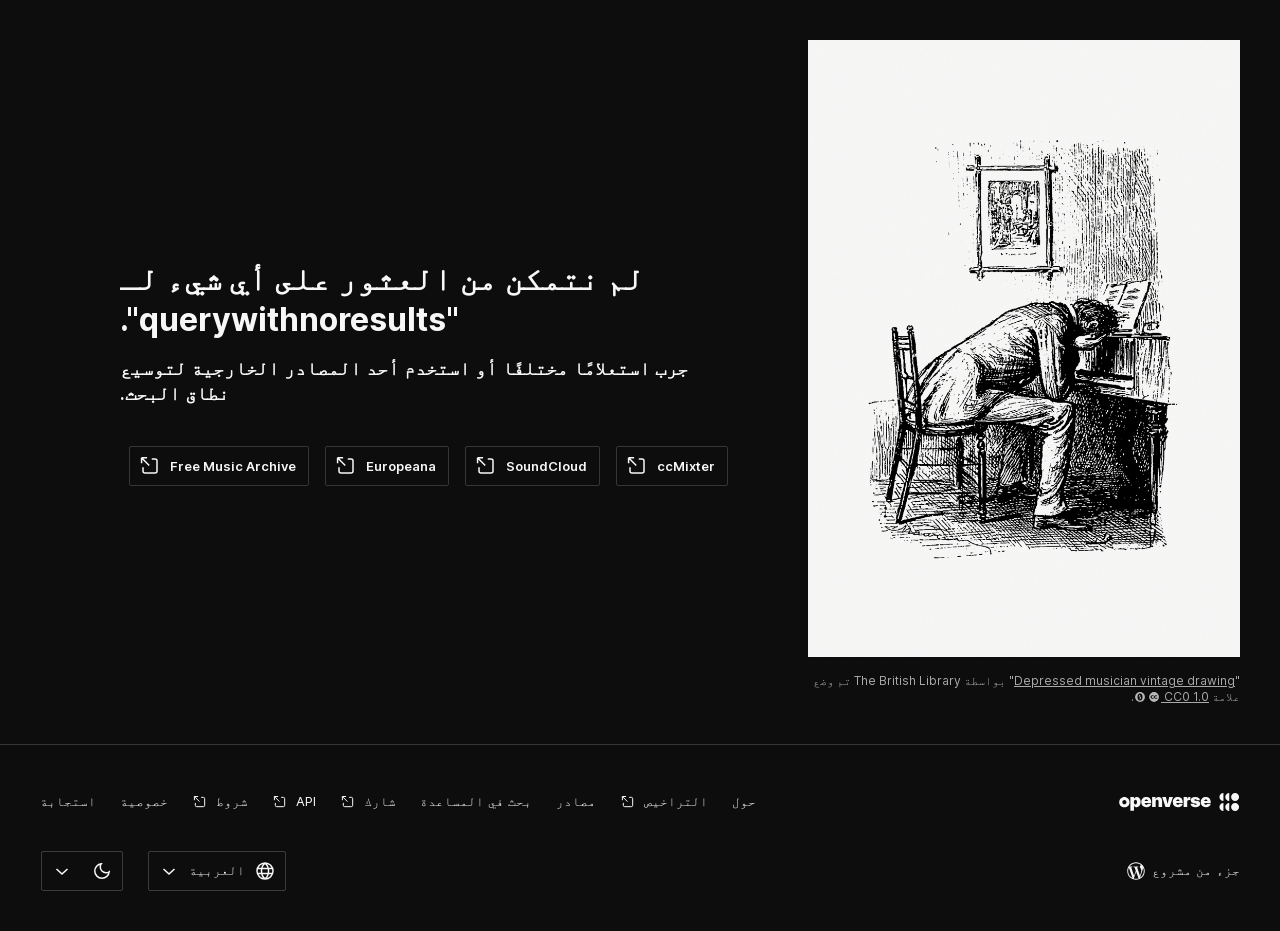 لم نتمكن من العثور على أي شيء لـ
"querywithnoresults".
جرب استعلامًا مختلفًا أو استخدم أحد المصادر الخارجية لتوسيع
نطاق البحث.
ccMixter
SoundCloud
Europeana
Free Music Archive
"Depressed musician vintage drawing" بواسطة The British Library تم وضع
علامة CC0 1.0.
openverse
حول
التراخيص
مصادر
بحث في المساعدة
شارك
API
شروط
خصوصية
استجابة
جزء من مشروع
العربية